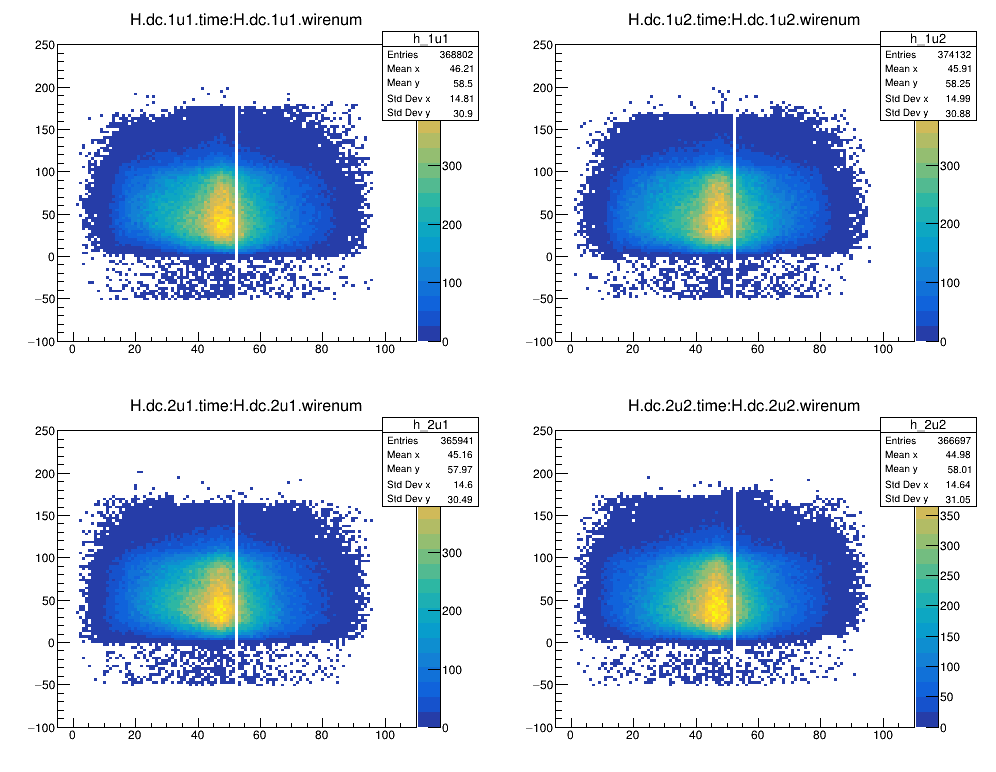 H.dc.1u1.time:H.dc.1u1.wirenum
h_1u1
Entries 368802
Mean x 46.21
Mean y 58.5
Std Dev x 14.81
Std Dev y 30.9
250
200
150
100
50
0
−50
−100
0 20 40 60 80 100
300
200
100
0
H.dc.1u2.time:H.dc.1u2.wirenum
h_1u2
Entries 374132
Mean x 45.91
Mean y 58.25
Std Dev x 14.99
Std Dev y 30.88
250
200
150
100
50
0
−50
−100
0 20 40 60 80 100
300
200
100
0
H.dc.2u1.time:H.dc.2u1.wirenum
h_2u1
Entries 365941
Mean x 45.16
Mean y 57.97
Std Dev x 14.6
Std Dev y 30.49
250
200
150
100
50
0
−50
−100
0 20 40 60 80 100
300
200
100
0
H.dc.2u2.time:H.dc.2u2.wirenum
h_2u2
Entries 366697
Mean x 44.98
Mean y 58.01
Std Dev x 14.64
Std Dev y 31.05
250
200
150
100
50
0
−50
−100
0 20 40 60 80 100
350
300
250
200
150
100
50
0